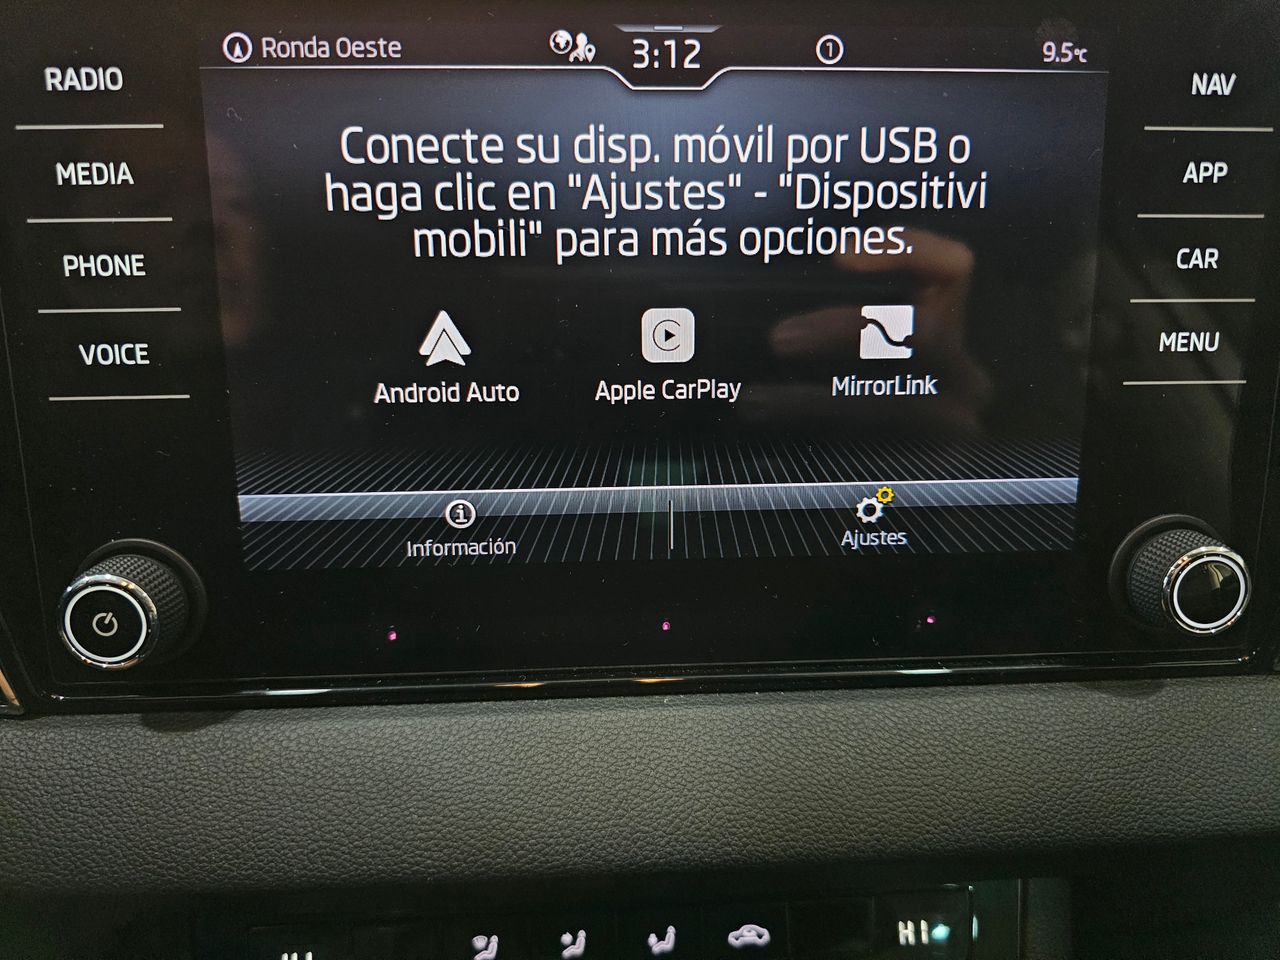 Ronda Oeste
3:12
1
9.5°C
RADIO
MEDIA
PHONE
VOICE
NAV
APP
CAR
MENU
Conecte su disp. móvil por USB o
haga clic en "Ajustes" - "Dispositivi
mobili" para más opciones.
Android Auto
Apple CarPlay
MirrorLink
Información
Ajustes
HI